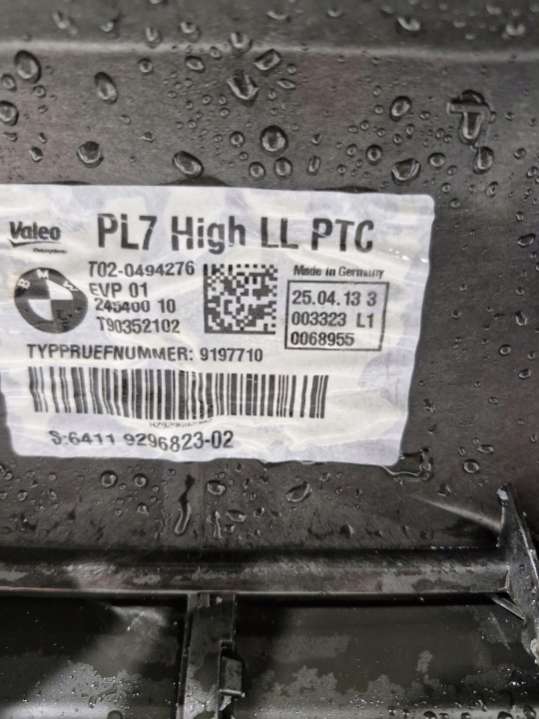 Valeo
PL7 High LL PTC
T02-0494276
EVP 01
245400 10
T90352102
BMW
Made in Germany
25.04.13 3
003323 L1
0068955
TYPPRUEFNUMMER: 9197710
S:6411 9296823-02